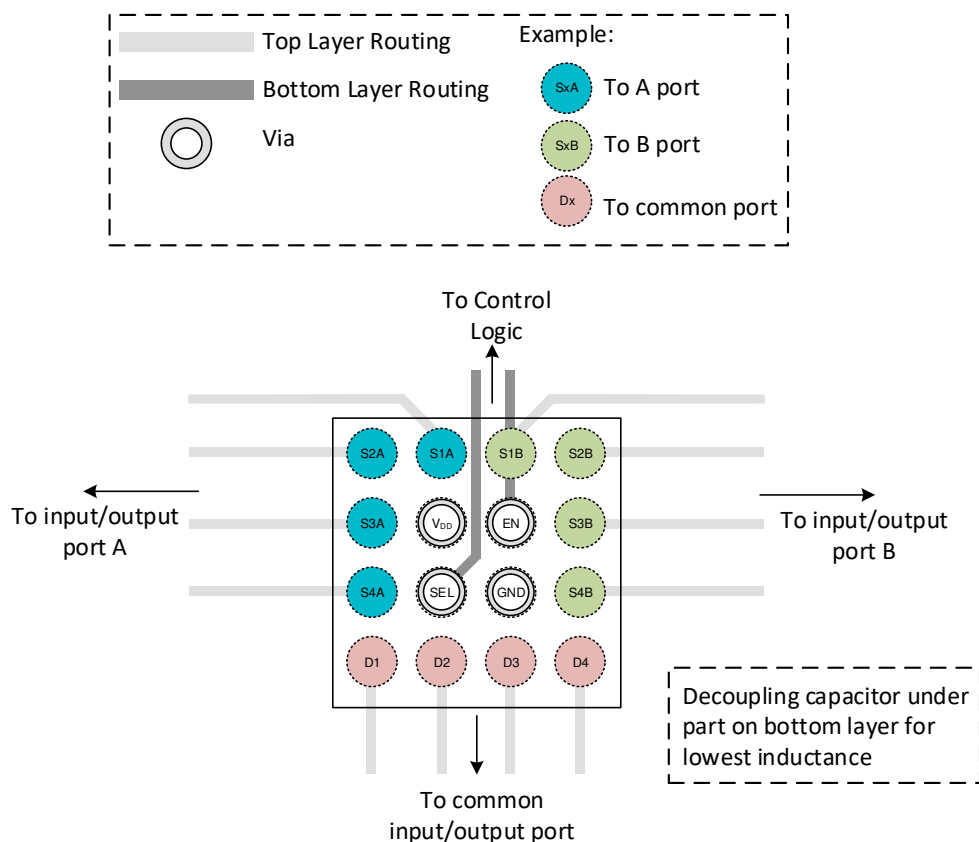 Top Layer Routing
Bottom Layer Routing
Via
Example:
SxA
To A port
SxB
To B port
Dx
To common port
To Control
Logic
S2A
S1A
S1B
S2B
To input/output
port A
S3A
VDD
EN
S3B
To input/output
port B
S4A
SEL
GND
S4B
D1
D2
D3
D4
Decoupling capacitor under
part on bottom layer for
lowest inductance
To common
input/output port